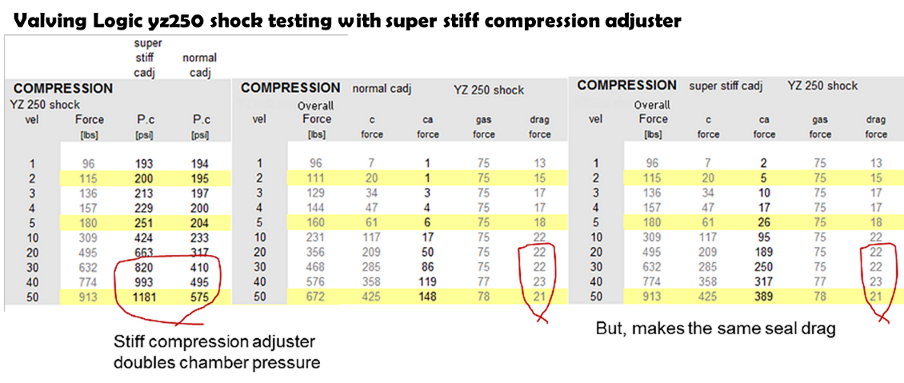 Valving Logic yz250 shock testing with super stiff compression adjuster
super stiff cadj normal cadj
COMPRESSION
YZ 250 shock
vel Force P.c P.c
[lbs] [psi] [psi]
1 96 193 194
2 115 200 195
3 136 213 197
4 157 229 200
5 180 251 204
10 309 424 233
20 495 663 317
30 632 820 410
40 774 993 495
50 913 1181 575
Stiff compression adjuster
doubles chamber pressure
COMPRESSION normal cadj YZ 250 shock
Overall
vel Force c ca gas drag
[lbs] force force force force
1 96 7 1 75 13
2 111 20 1 75 15
3 129 34 3 75 17
4 144 47 4 75 17
5 160 61 6 75 18
10 231 117 17 75 22
20 356 209 50 75 22
30 468 285 86 75 22
40 576 358 119 77 23
50 672 425 148 78 21
COMPRESSION super stiff cadj YZ 250 shock
Overall
vel Force c ca gas drag
[lbs] force force force force
1 96 7 2 75 13
2 115 20 5 75 15
3 136 34 10 75 17
4 157 47 17 75 17
5 180 61 26 75 18
10 309 117 95 75 22
20 495 209 189 75 22
30 632 285 250 75 22
40 774 358 317 77 23
50 913 425 389 78 21
But, makes the same seal drag